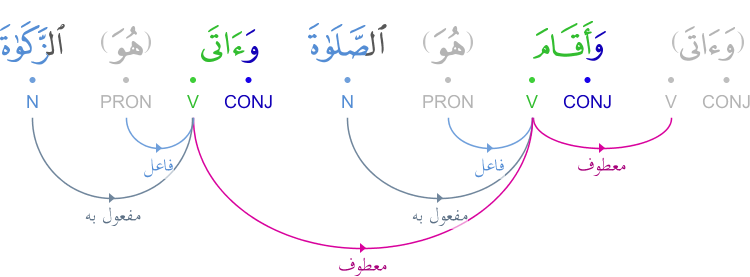 (وَءَاتَى) وَأَقَامَ (هُوَ) ٱلصَّلَوٰةَ وَءَاتَى (هُوَ) ٱلزَّكَوٰةَ
CONJ V CONJ V PRON N CONJ V PRON N
معطوف فاعل فاعل
مفعول به مفعول به
معطوف